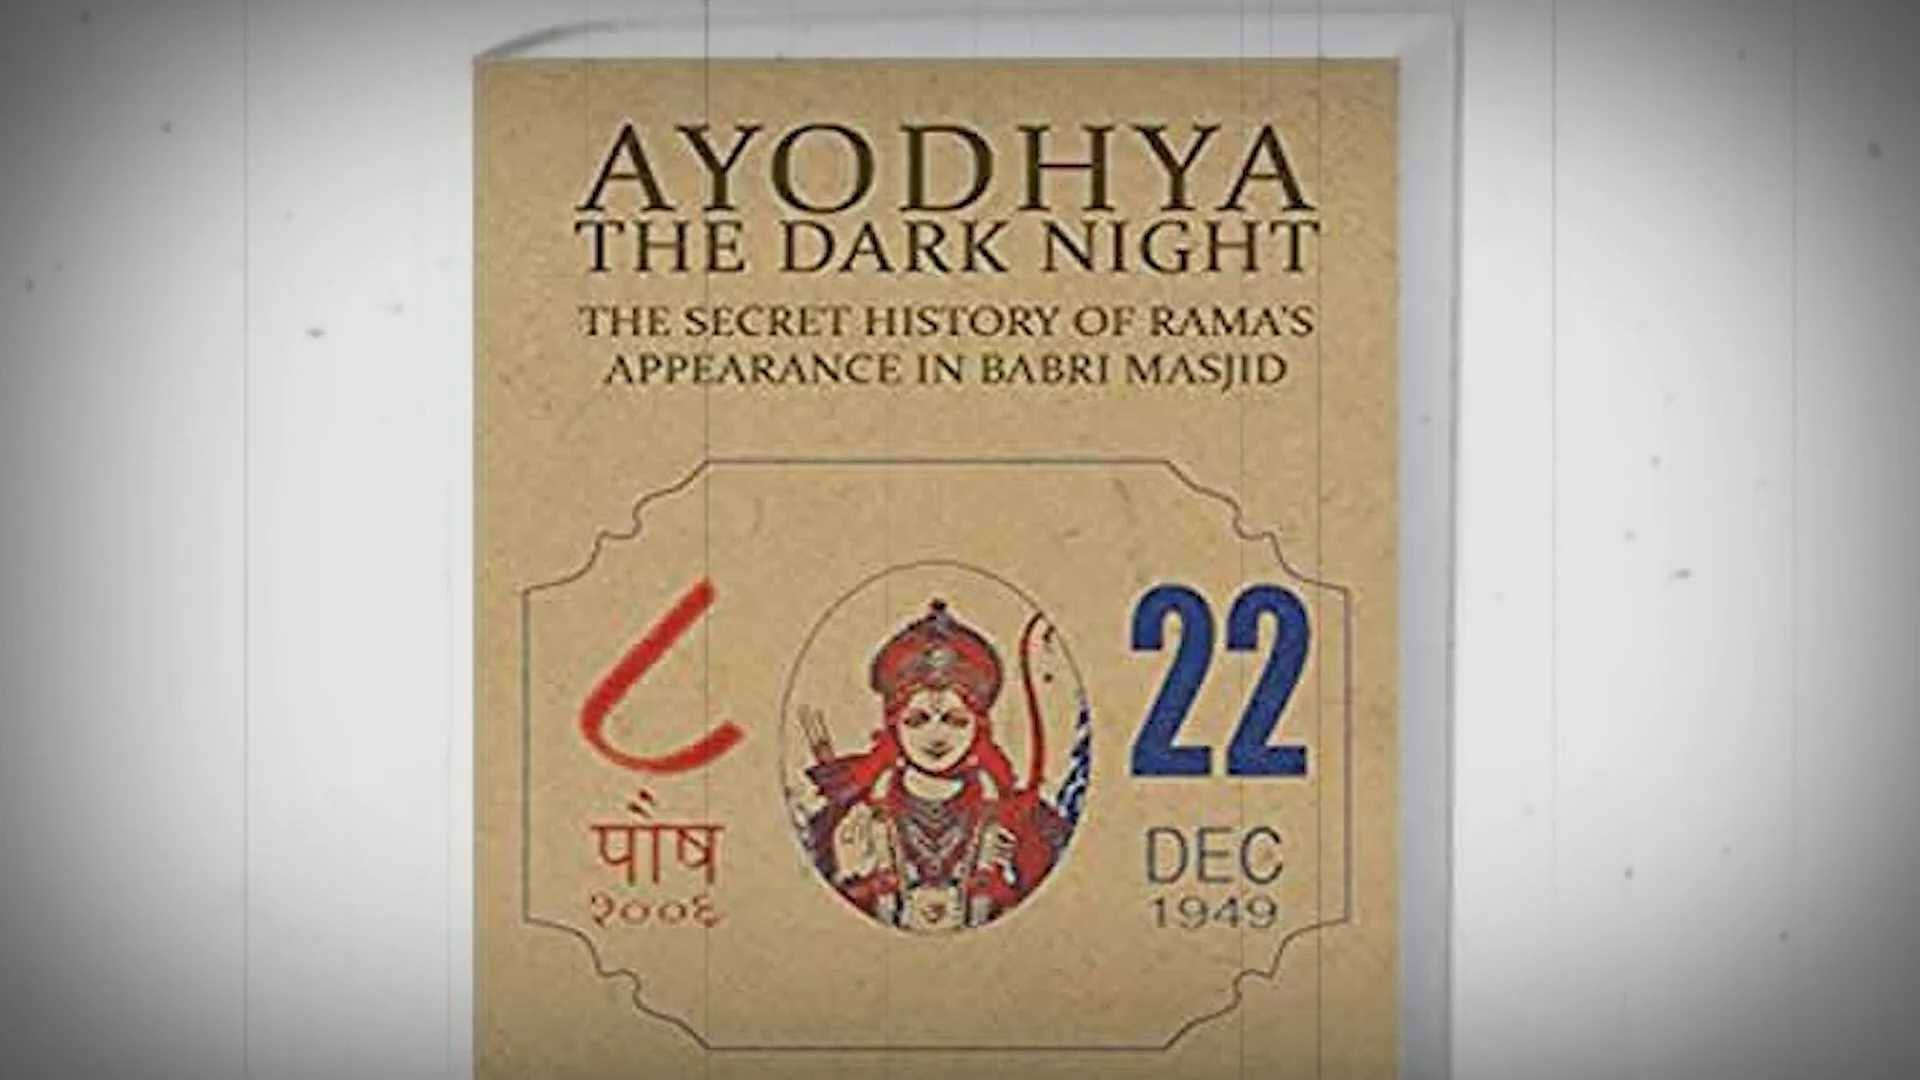 AYODHYA
THE DARK NIGHT
THE SECRET HISTORY OF RAMA'S
APPEARANCE IN BABRI MASJID
८
पौष
२००६
22
DEC
1949